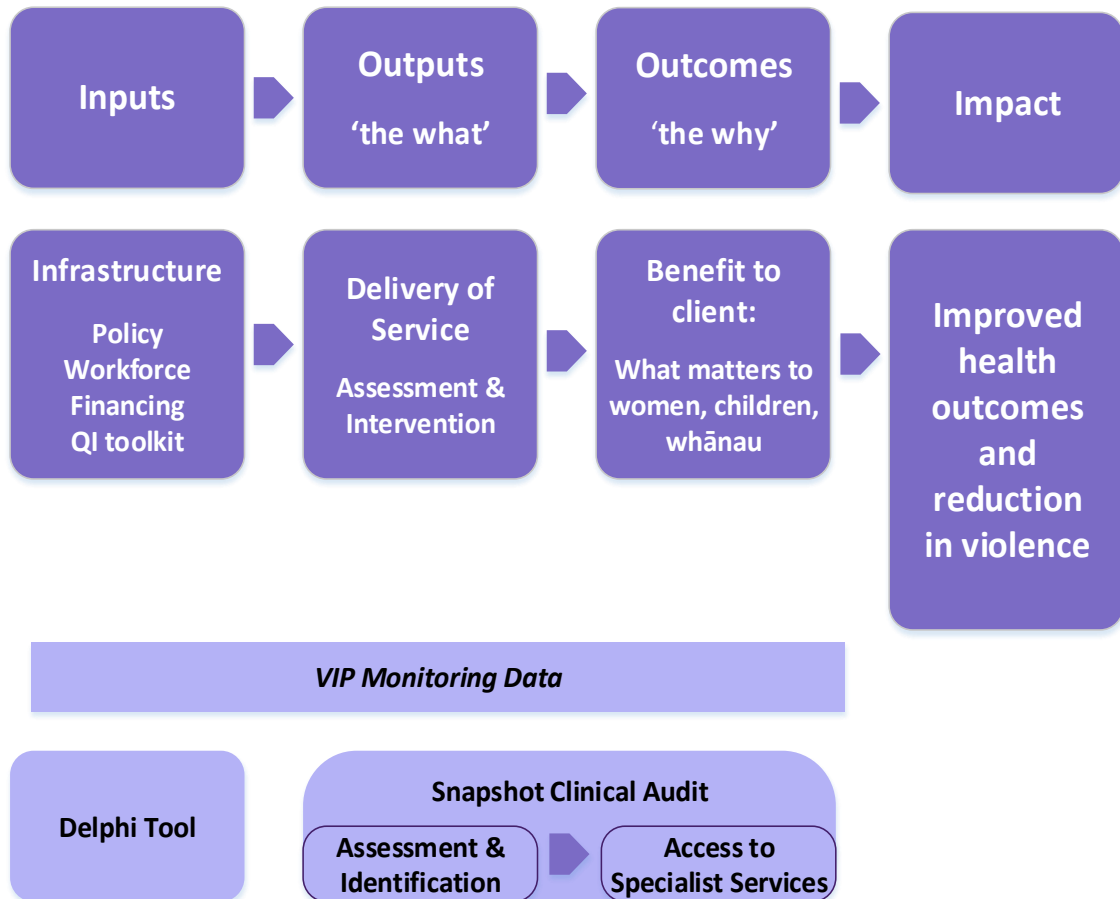 Inputs
Outputs
‘the what’
Outcomes
‘the why’
Impact
Infrastructure
Policy
Workforce
Financing
QI toolkit
Delivery of
Service
Assessment &
Intervention
Benefit to
client:
What matters to
women, children,
whānau
Improved
health
outcomes
and
reduction
in violence
VIP Monitoring Data
Delphi Tool
Snapshot Clinical Audit
Assessment &
Identification
Access to
Specialist Services